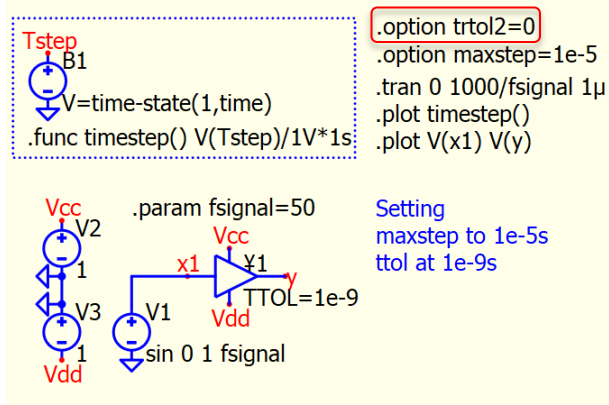 Tstep
B1
V=time-state(1,time)
.func timestep() V(Tstep)/1V*1s
.option trtol2=0
.option maxstep=1e-5
.tran 0 1000/fsignal 1µ
.plot timestep()
.plot V(x1) V(y)
Vcc
V2
1
V3
1
Vdd
.param fsignal=50
Vcc
x1
¥1
y
TTOL=1e-9
Vdd
V1
sin 0 1 fsignal
Setting
maxstep to 1e-5s
ttol at 1e-9s